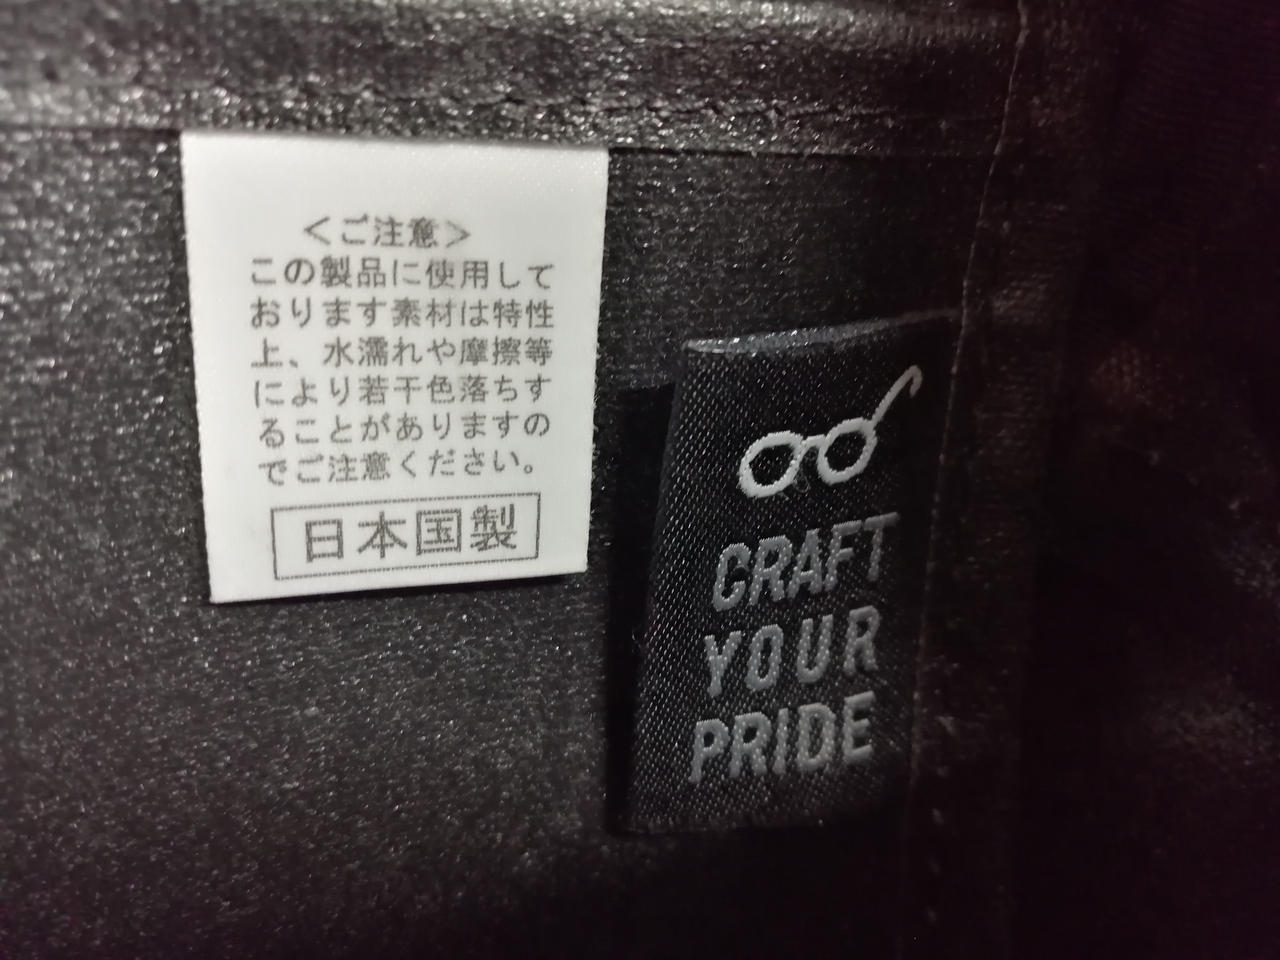 ＜ご注意＞
この製品に使用して
おります素材は特性
上、水濡れや摩擦等
により若干色落ちす
ることがありますの
でご注意ください。
日本国製
CRAFT
YOUR
PRIDE